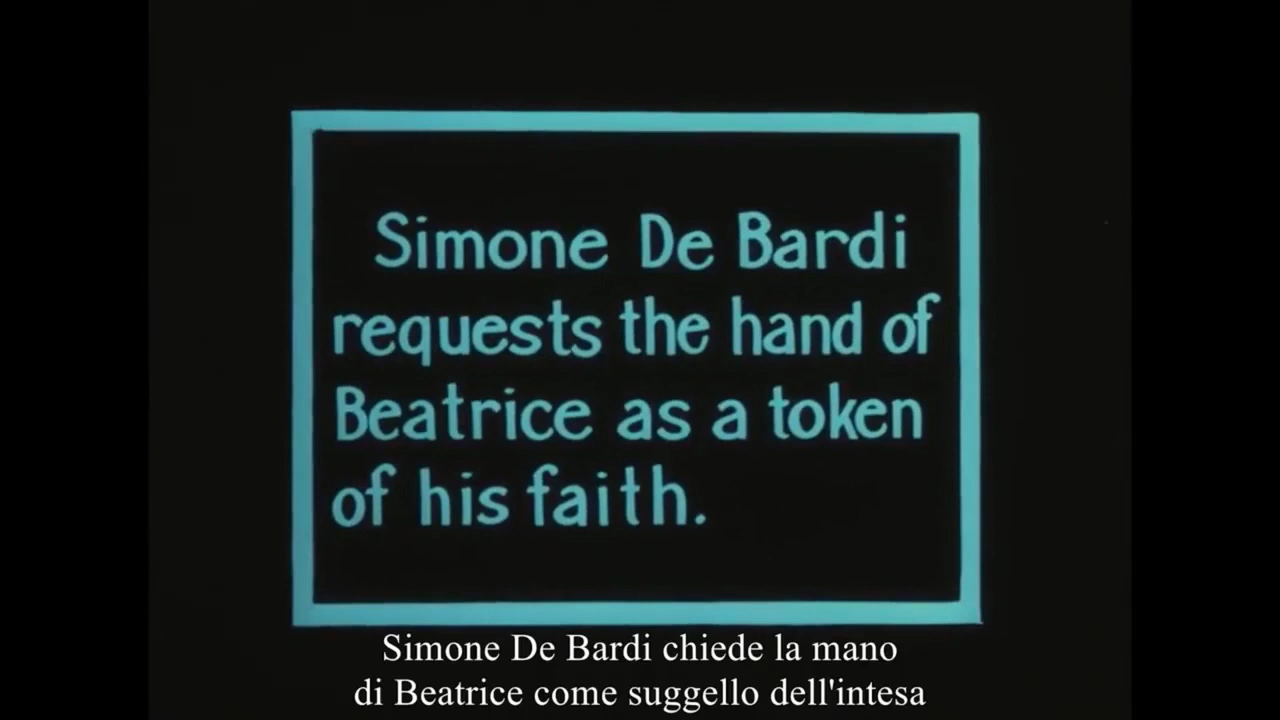 Simone De Bardi
requests the hand of
Beatrice as a token
of his faith.
Simone De Bardi chiede la mano
di Beatrice come suggello dell'intesa